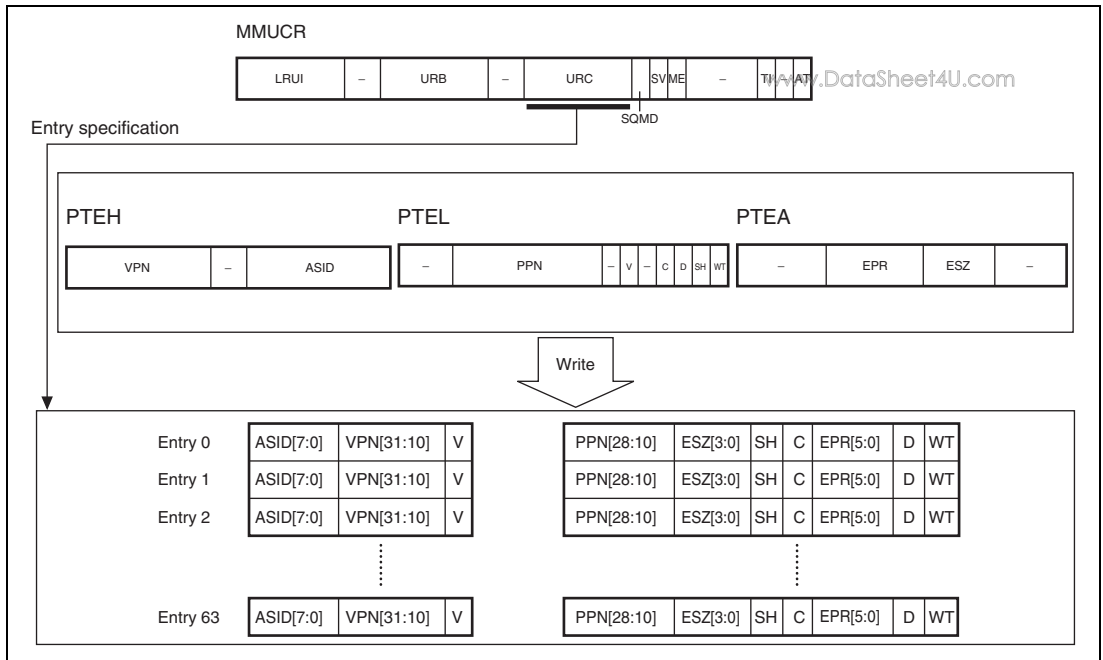 MMUCR
LRUI – URB – URC SV ME – TI – AT
www.DataSheet4U.com
SQMD
Entry specification
PTEH PTEL PTEA
VPN – ASID – PPN – V – C D SH WT – EPR ESZ –
Write
Entry 0 ASID[7:0] VPN[31:10] V PPN[28:10] ESZ[3:0] SH C EPR[5:0] D WT
Entry 1 ASID[7:0] VPN[31:10] V PPN[28:10] ESZ[3:0] SH C EPR[5:0] D WT
Entry 2 ASID[7:0] VPN[31:10] V PPN[28:10] ESZ[3:0] SH C EPR[5:0] D WT
Entry 63 ASID[7:0] VPN[31:10] V PPN[28:10] ESZ[3:0] SH C EPR[5:0] D WT